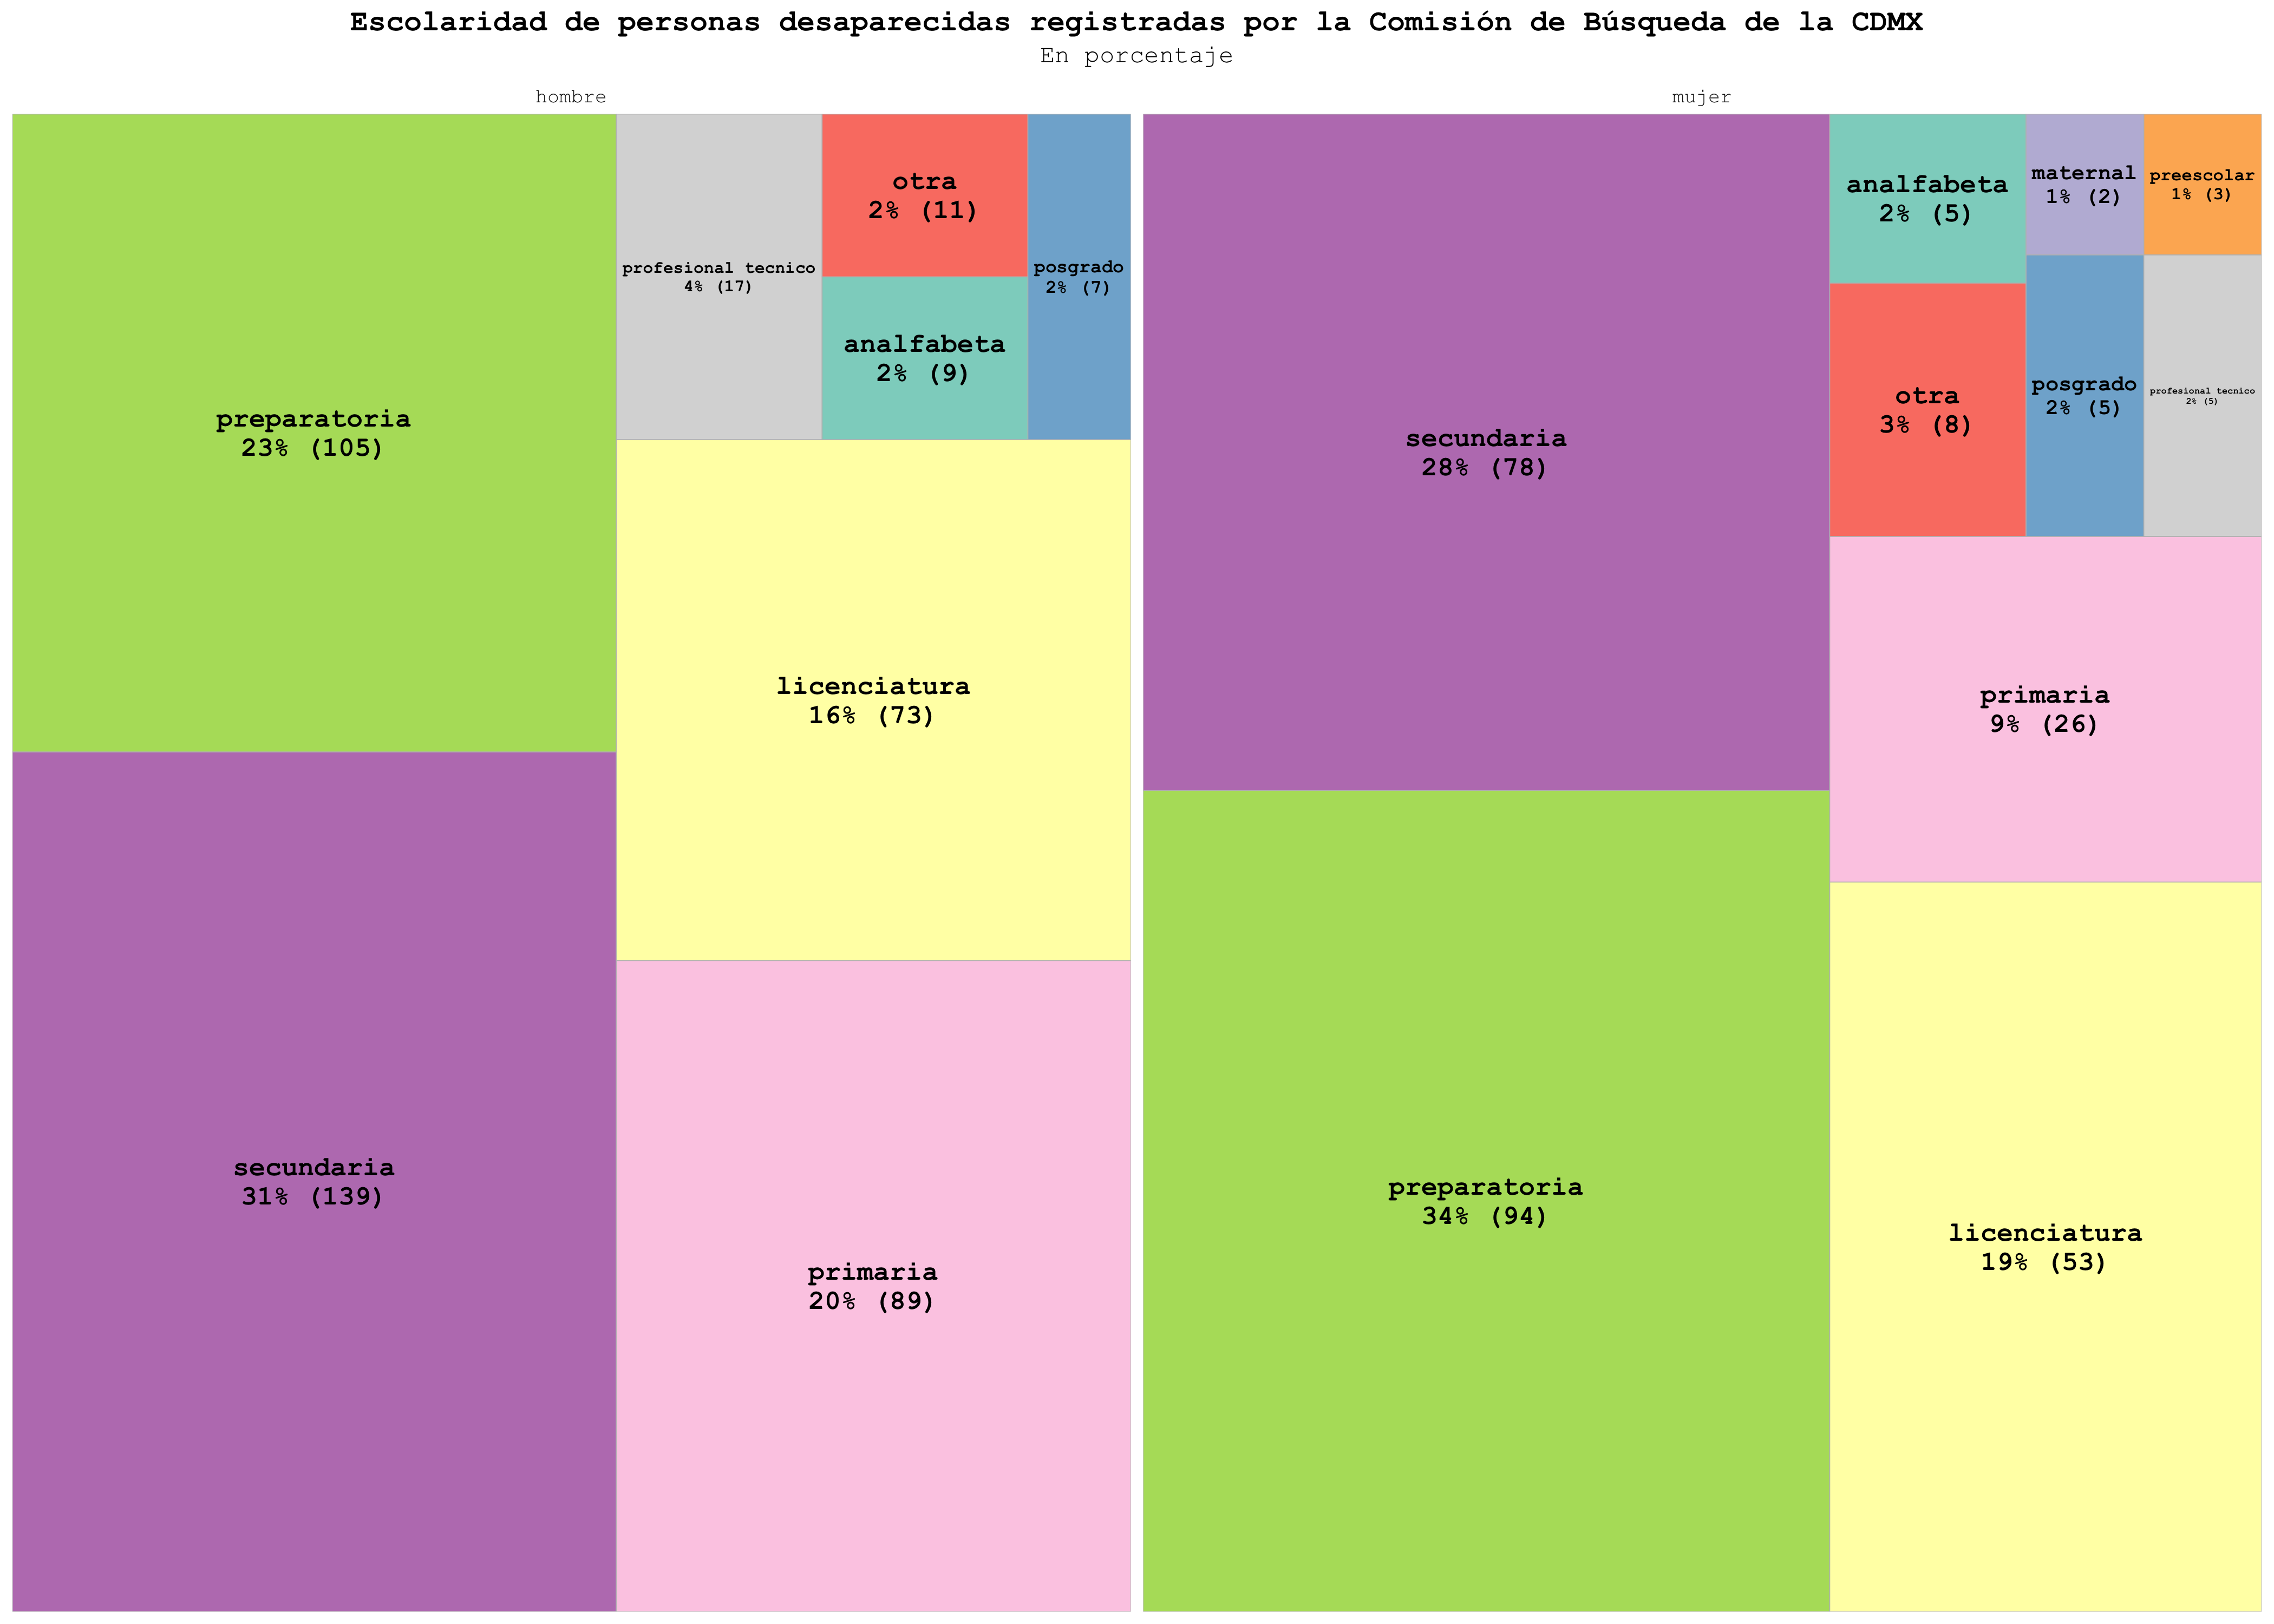 Escolaridad de personas desaparecidas registradas por la Comisión de Búsqueda de la CDMX
En porcentaje
hombre
preparatoria
23% (105)
profesional tecnico
4% (17)
otra
2% (11)
analfabeta
2% (9)
posgrado
2% (7)
licenciatura
16% (73)
secundaria
31% (139)
primaria
20% (89)
mujer
secundaria
28% (78)
analfabeta
2% (5)
maternal
1% (2)
preescolar
1% (3)
otra
3% (8)
posgrado
2% (5)
profesional tecnico
2% (5)
primaria
9% (26)
preparatoria
34% (94)
licenciatura
19% (53)